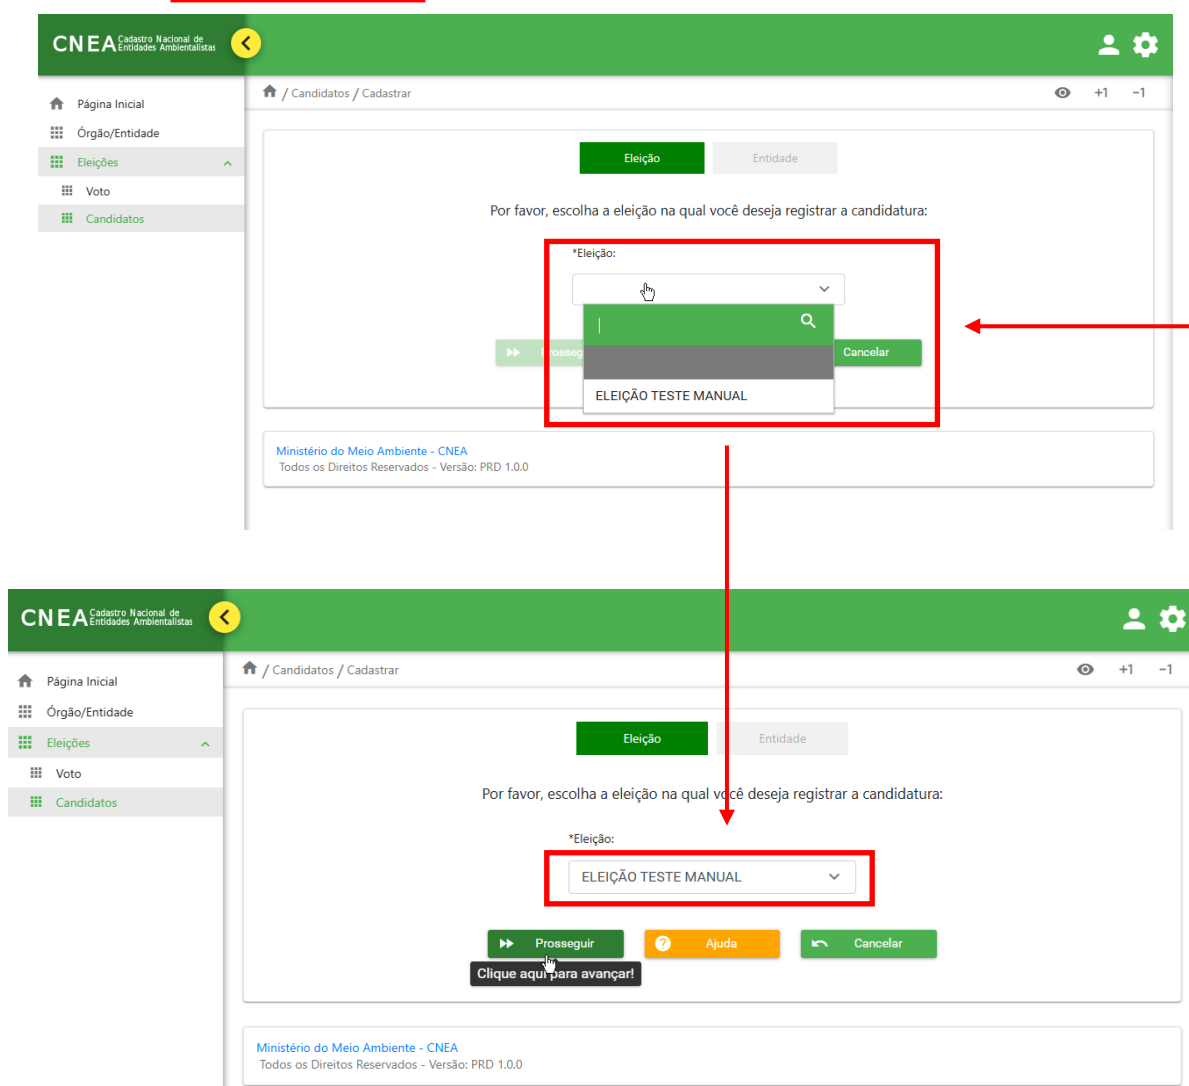 CNEA Cadastro Nacional de
Entidades Ambientalistas
/ Candidatos / Cadastrar
+1 -1
Página Inicial
Órgão/Entidade
Eleições
Voto
Candidatos
Eleição Entidade
Por favor, escolha a eleição na qual você deseja registrar a candidatura:
*Eleição:
Cancelar
ELEIÇÃO TESTE MANUAL
Ministério do Meio Ambiente - CNEA
Todos os Direitos Reservados - Versão: PRD 1.0.0
CNEA Cadastro Nacional de
Entidades Ambientalistas
/ Candidatos / Cadastrar
+1 -1
Página Inicial
Órgão/Entidade
Eleições
Voto
Candidatos
Eleição Entidade
Por favor, escolha a eleição na qual você deseja registrar a candidatura:
*Eleição:
ELEIÇÃO TESTE MANUAL
Prosseguir Ajuda Cancelar
Clique aqui para avançar!
Ministério do Meio Ambiente - CNEA
Todos os Direitos Reservados - Versão: PRD 1.0.0